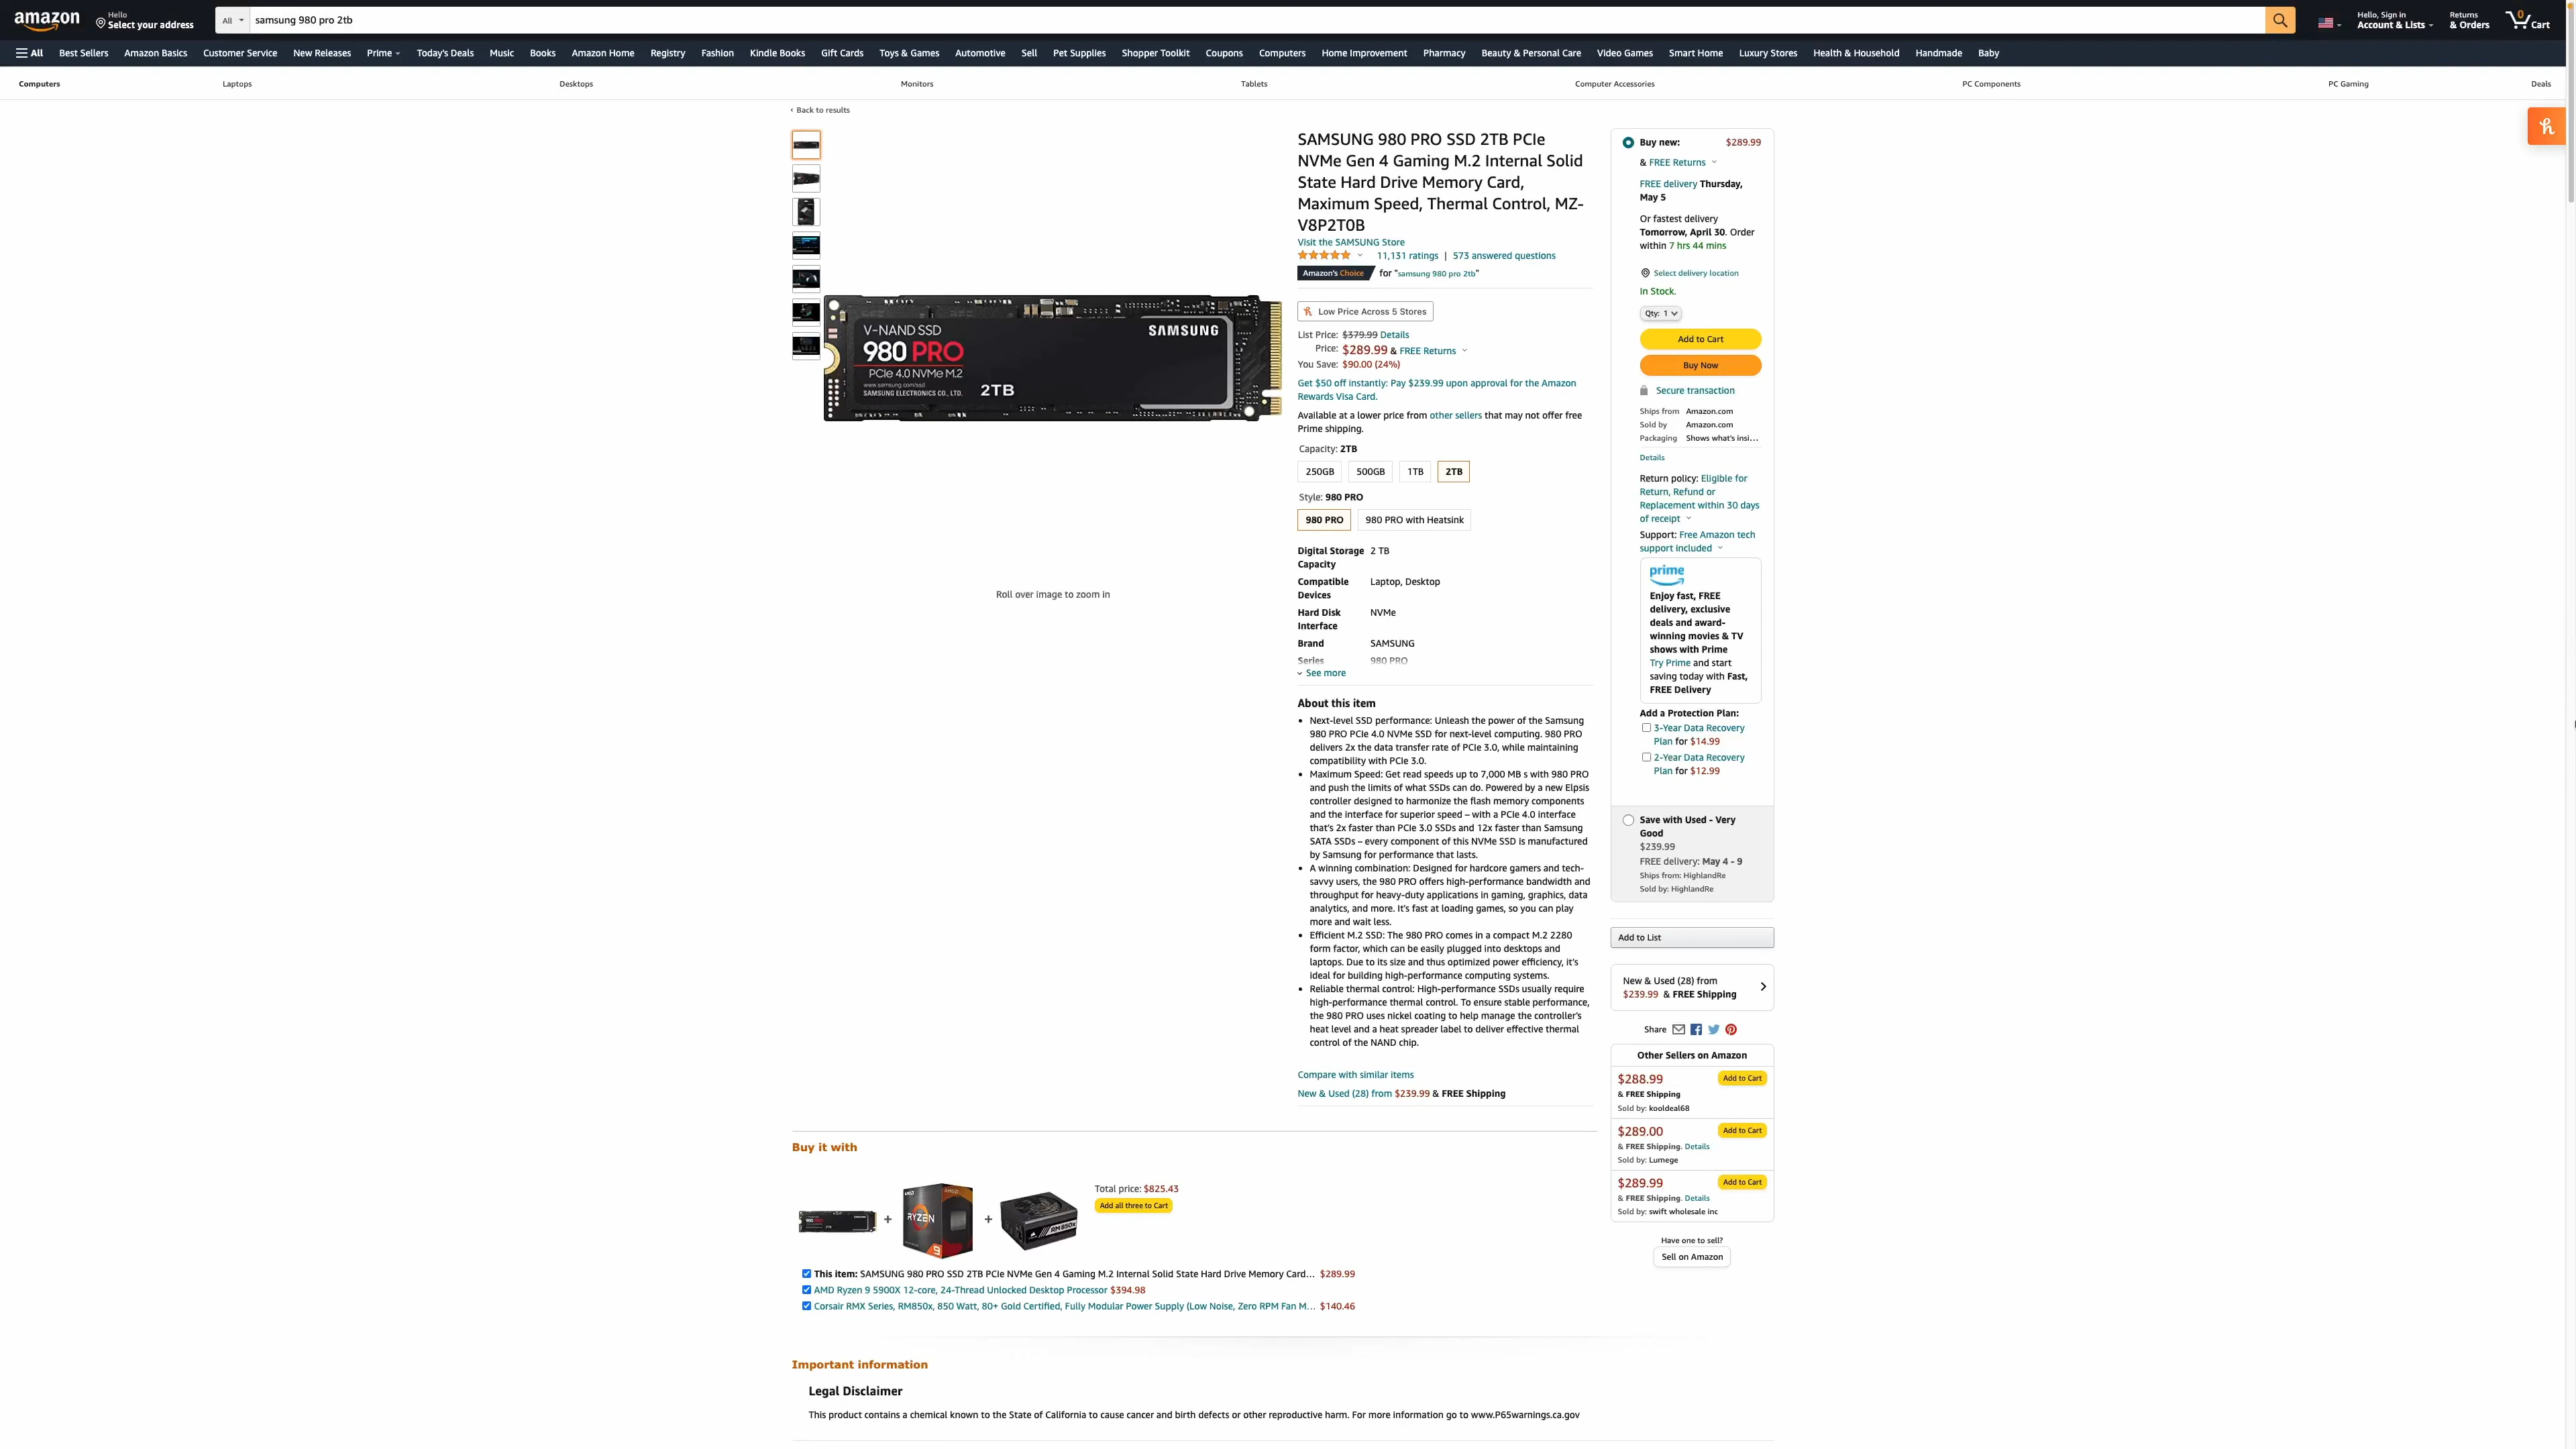 amazon
Hello
Select your address
All
samsung 980 pro 2tb
Hello, Sign in
Account & Lists
Returns
& Orders
0
Cart
All
Best Sellers
Amazon Basics
Customer Service
New Releases
Prime
Today's Deals
Music
Books
Amazon Home
Registry
Fashion
Kindle Books
Gift Cards
Toys & Games
Automotive
Sell
Pet Supplies
Shopper Toolkit
Coupons
Computers
Home Improvement
Pharmacy
Beauty & Personal Care
Video Games
Smart Home
Luxury Stores
Health & Household
Handmade
Baby
Computers
Laptops
Desktops
Monitors
Tablets
Computer Accessories
PC Components
PC Gaming
Deals
‹ Back to results
V-NAND SSD
980 PRO
PCIe 4.0 NVMe M.2
www.samsung.com/ssd
SAMSUNG ELECTRONICS CO., LTD.
2TB
SAMSUNG
Roll over image to zoom in
SAMSUNG 980 PRO SSD 2TB PCIe
NVMe Gen 4 Gaming M.2 Internal Solid
State Hard Drive Memory Card,
Maximum Speed, Thermal Control, MZ-
V8P2T0B
Visit the SAMSUNG Store
11,131 ratings | 573 answered questions
Amazon's Choice for "samsung 980 pro 2tb"
Low Price Across 5 Stores
List Price: $379.99 Details
Price: $289.99 & FREE Returns
You Save: $90.00 (24%)
Get $50 off instantly: Pay $239.99 upon approval for the Amazon
Rewards Visa Card.
Available at a lower price from other sellers that may not offer free
Prime shipping.
Capacity: 2TB
250GB 500GB 1TB 2TB
Style: 980 PRO
980 PRO 980 PRO with Heatsink
Digital Storage 2 TB
Capacity
Compatible Laptop, Desktop
Devices
Hard Disk NVMe
Interface
Brand SAMSUNG
Series 980 PRO
See more
About this item
• Next-level SSD performance: Unleash the power of the Samsung
980 PRO PCIe 4.0 NVMe SSD for next-level computing. 980 PRO
delivers 2x the data transfer rate of PCIe 3.0, while maintaining
compatibility with PCIe 3.0.
• Maximum Speed: Get read speeds up to 7,000 MB s with 980 PRO
and push the limits of what SSDs can do. Powered by a new Elpsis
controller designed to harmonize the flash memory components
and the interface for superior speed – with a PCIe 4.0 interface
that's 2x faster than PCIe 3.0 SSDs and 12x faster than Samsung
SATA SSDs – every component of this NVMe SSD is manufactured
by Samsung for performance that lasts.
• A winning combination: Designed for hardcore gamers and tech-
savvy users, the 980 PRO offers high-performance bandwidth and
throughput for heavy-duty applications in gaming, graphics, data
analytics, and more. It's fast at loading games, so you can play
more and wait less.
• Efficient M.2 SSD: The 980 PRO comes in a compact M.2 2280
form factor, which can be easily plugged into desktops and
laptops. Due to its size and thus optimized power efficiency, it's
ideal for building high-performance computing systems.
• Reliable thermal control: High-performance SSDs usually require
high-performance thermal control. To ensure stable performance,
the 980 PRO uses nickel coating to help manage the controller's
heat level and a heat spreader label to deliver effective thermal
control of the NAND chip.
Compare with similar items
New & Used (28) from $239.99 & FREE Shipping
Buy new: $289.99
& FREE Returns
FREE delivery Thursday,
May 5
Or fastest delivery
Tomorrow, April 30. Order
within 7 hrs 44 mins
Select delivery location
In Stock.
Qty: 1
Add to Cart
Buy Now
Secure transaction
Ships from Amazon.com
Sold by Amazon.com
Packaging Shows what's insi...
Details
Return policy: Eligible for
Return, Refund or
Replacement within 30 days
of receipt
Support: Free Amazon tech
support included
prime
Enjoy fast, FREE
delivery, exclusive
deals and award-
winning movies & TV
shows with Prime
Try Prime and start
saving today with Fast,
FREE Delivery
Add a Protection Plan:
3-Year Data Recovery
Plan for $14.99
2-Year Data Recovery
Plan for $12.99
Save with Used - Very
Good
$239.99
FREE delivery: May 4 - 9
Ships from: HighlandRe
Sold by: HighlandRe
Add to List
New & Used (28) from
$239.99 & FREE Shipping
Share
Other Sellers on Amazon
$288.99 Add to Cart
& FREE Shipping
Sold by: kooldeal68
$289.00 Add to Cart
& FREE Shipping. Details
Sold by: Lumege
$289.99 Add to Cart
& FREE Shipping. Details
Sold by: swift wholesale inc
Have one to sell?
Sell on Amazon
Buy it with
RYZEN
9
RM850x
Total price: $825.43
Add all three to Cart
This item: SAMSUNG 980 PRO SSD 2TB PCIe NVMe Gen 4 Gaming M.2 Internal Solid State Hard Drive Memory Card... $289.99
AMD Ryzen 9 5900X 12-core, 24-Thread Unlocked Desktop Processor $394.98
Corsair RMX Series, RM850x, 850 Watt, 80+ Gold Certified, Fully Modular Power Supply (Low Noise, Zero RPM Fan M... $140.46
Important information
Legal Disclaimer
This product contains a chemical known to the State of California to cause cancer and birth defects or other reproductive harm. For more information go to www.P65warnings.ca.gov